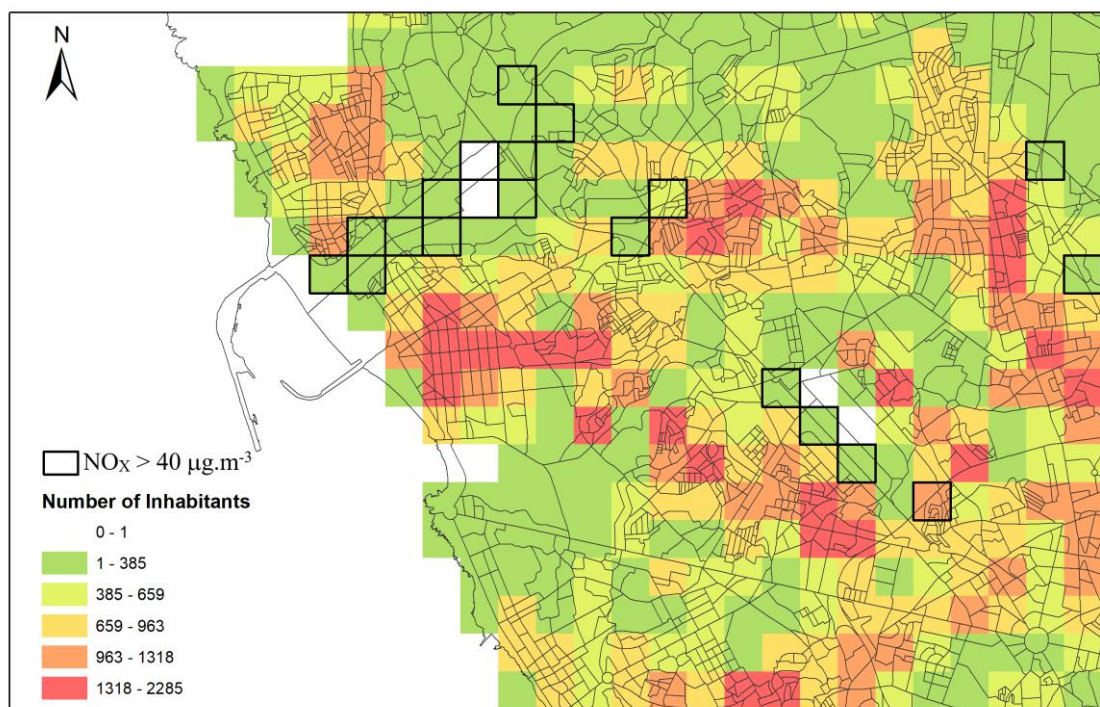 N
NOX > 40 µg.m-3
Number of Inhabitants
0 - 1
1 - 385
385 - 659
659 - 963
963 - 1318
1318 - 2285